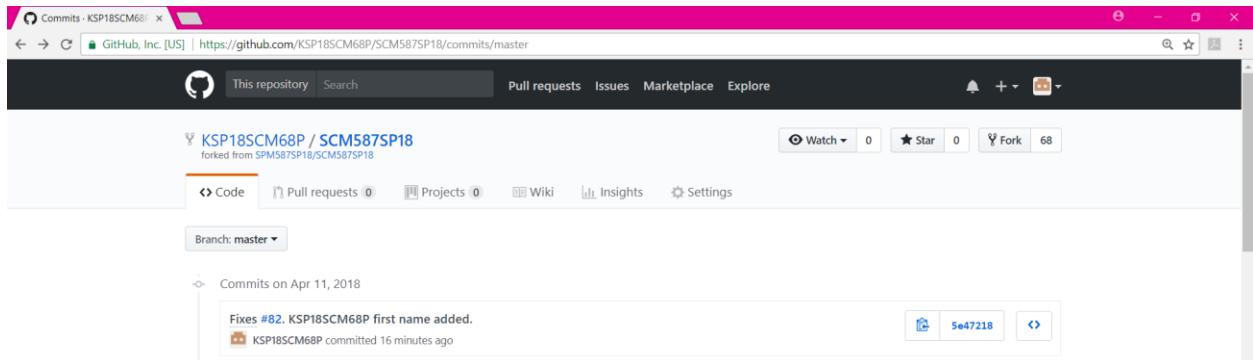 Commits · KSP18SCM68P
GitHub, Inc. [US] | https://github.com/KSP18SCM68P/SCM587SP18/commits/master
This repository Search Pull requests Issues Marketplace Explore
KSP18SCM68P / SCM587SP18 Watch 0 Star 0 Fork 68
forked from SPM587SP18/SCM587SP18
Code Pull requests 0 Projects 0 Wiki Insights Settings
Branch: master
Commits on Apr 11, 2018
Fixes #82. KSP18SCM68P first name added. 5e47218
KSP18SCM68P committed 16 minutes ago